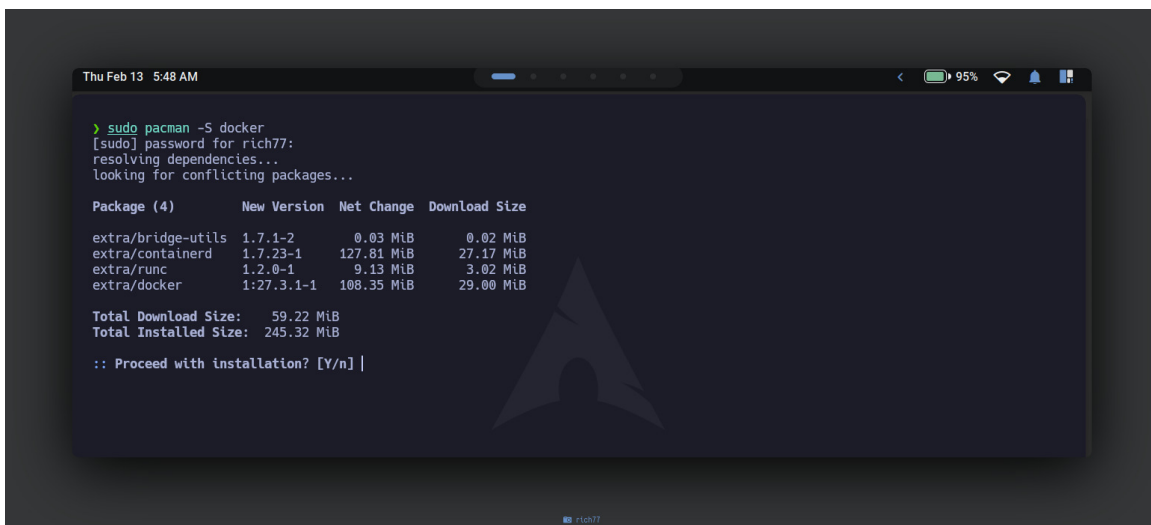 Thu Feb 13 5:48 AM
95%
❯ sudo pacman -S docker
[sudo] password for rich77:
resolving dependencies...
looking for conflicting packages...
Package (4) New Version Net Change Download Size
extra/bridge-utils 1.7.1-2 0.03 MiB 0.02 MiB
extra/containerd 1.7.23-1 127.81 MiB 27.17 MiB
extra/runc 1.2.0-1 9.13 MiB 3.02 MiB
extra/docker 1:27.3.1-1 108.35 MiB 29.00 MiB
Total Download Size: 59.22 MiB
Total Installed Size: 245.32 MiB
:: Proceed with installation? [Y/n]
rich77